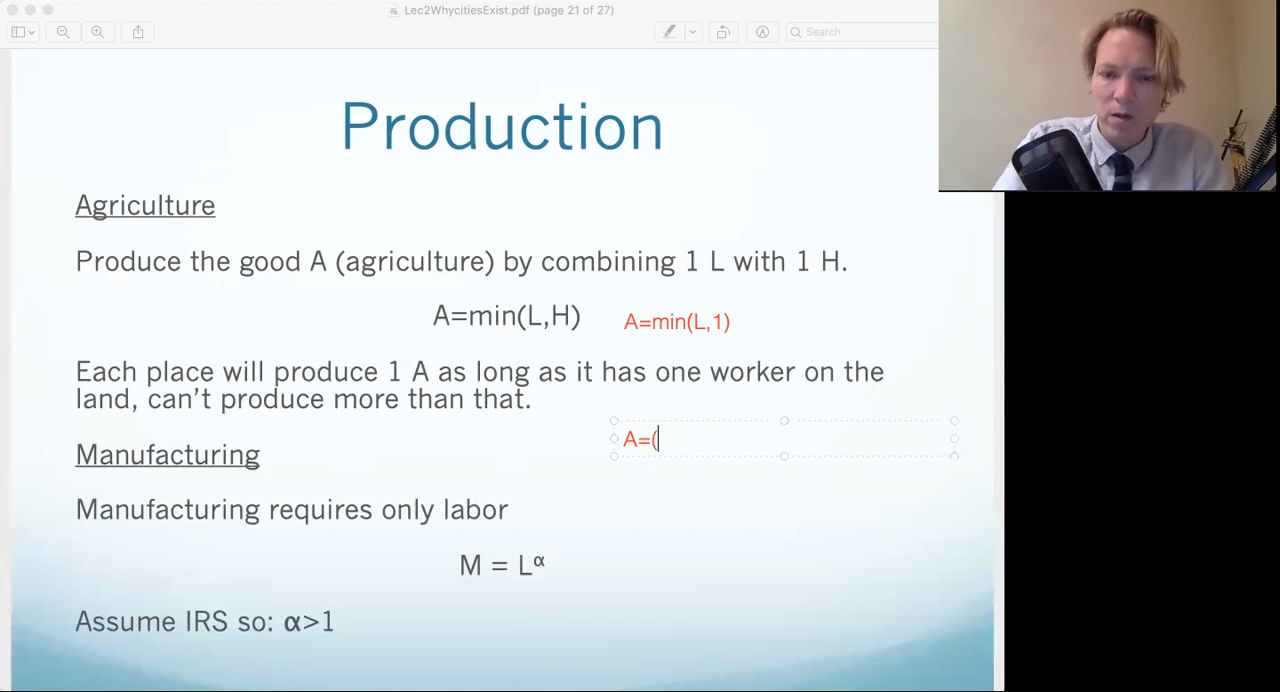 Lec2WhycitiesExist.pdf (page 21 of 27)
Search
Production
Agriculture
Produce the good A (agriculture) by combining 1 L with 1 H.
A=min(L,H) A=min(L,1)
Each place will produce 1 A as long as it has one worker on the
land, can't produce more than that.
A=(
Manufacturing
Manufacturing requires only labor
M = Lᵅ
Assume IRS so: α>1